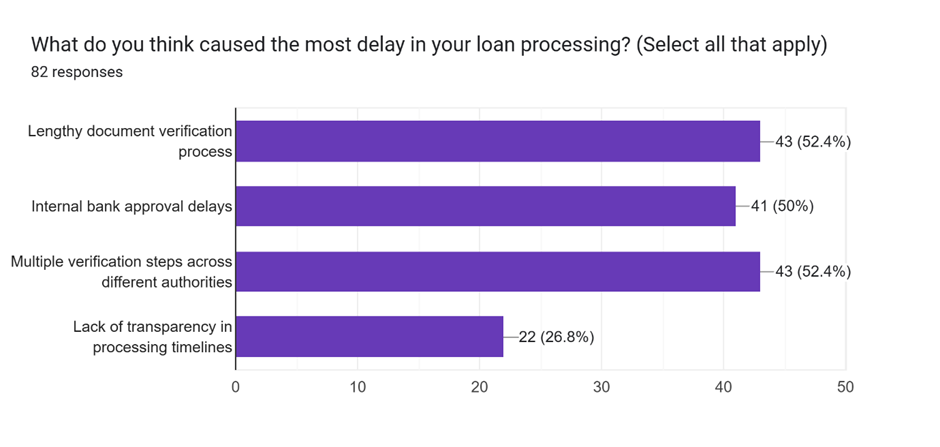 What do you think caused the most delay in your loan processing? (Select all that apply)
82 responses
Lengthy document verification
process
43 (52.4%)
Internal bank approval delays
41 (50%)
Multiple verification steps across
different authorities
43 (52.4%)
Lack of transparency in
processing timelines
22 (26.8%)
0
10
20
30
40
50